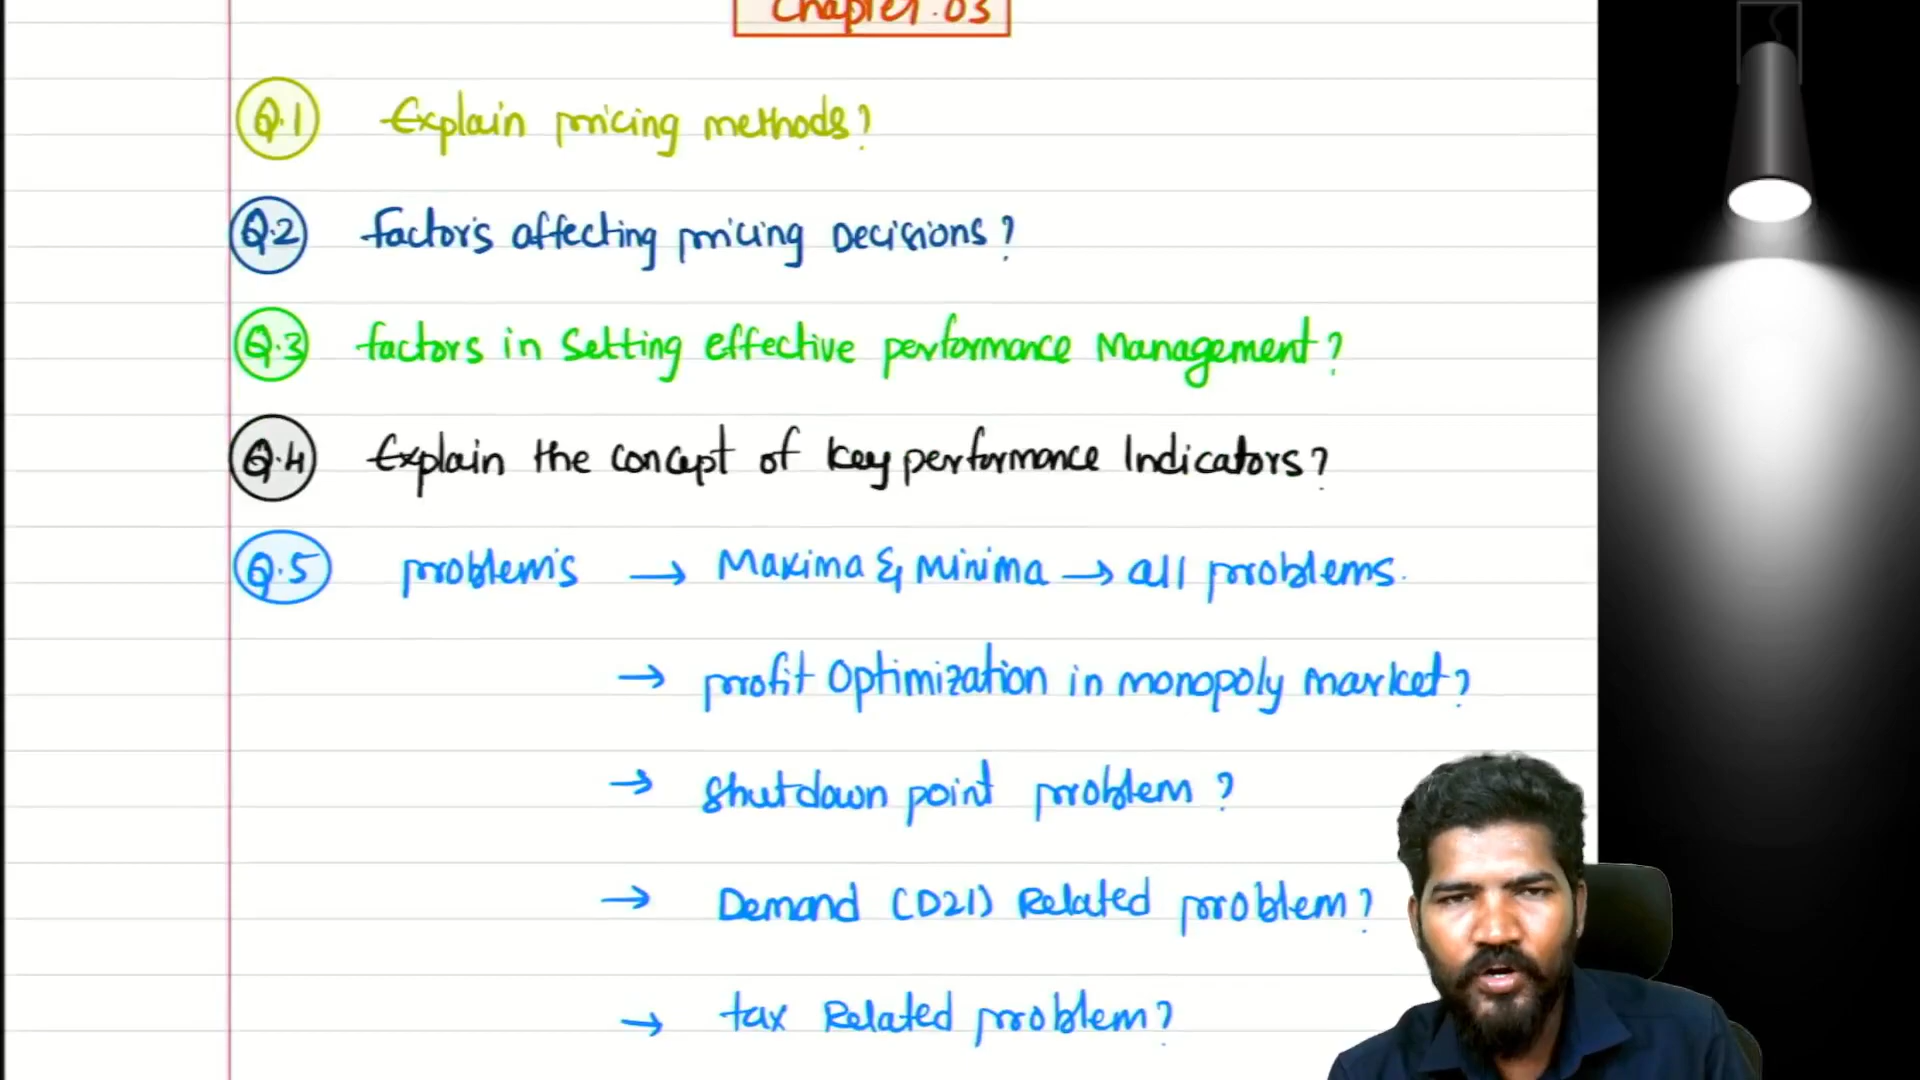 Chapter.03
Q.1 Explain pricing methods?
Q.2 factors affecting pricing Decisions?
Q.3 factors in setting effective performance Management?
Q.4 Explain the concept of key performance Indicators?
Q.5 problems → Maxima & Minima → all problems.
→ profit optimization in monopoly market?
→ shutdown point problem?
→ Demand (D21) Related problem?
→ tax Related problem?